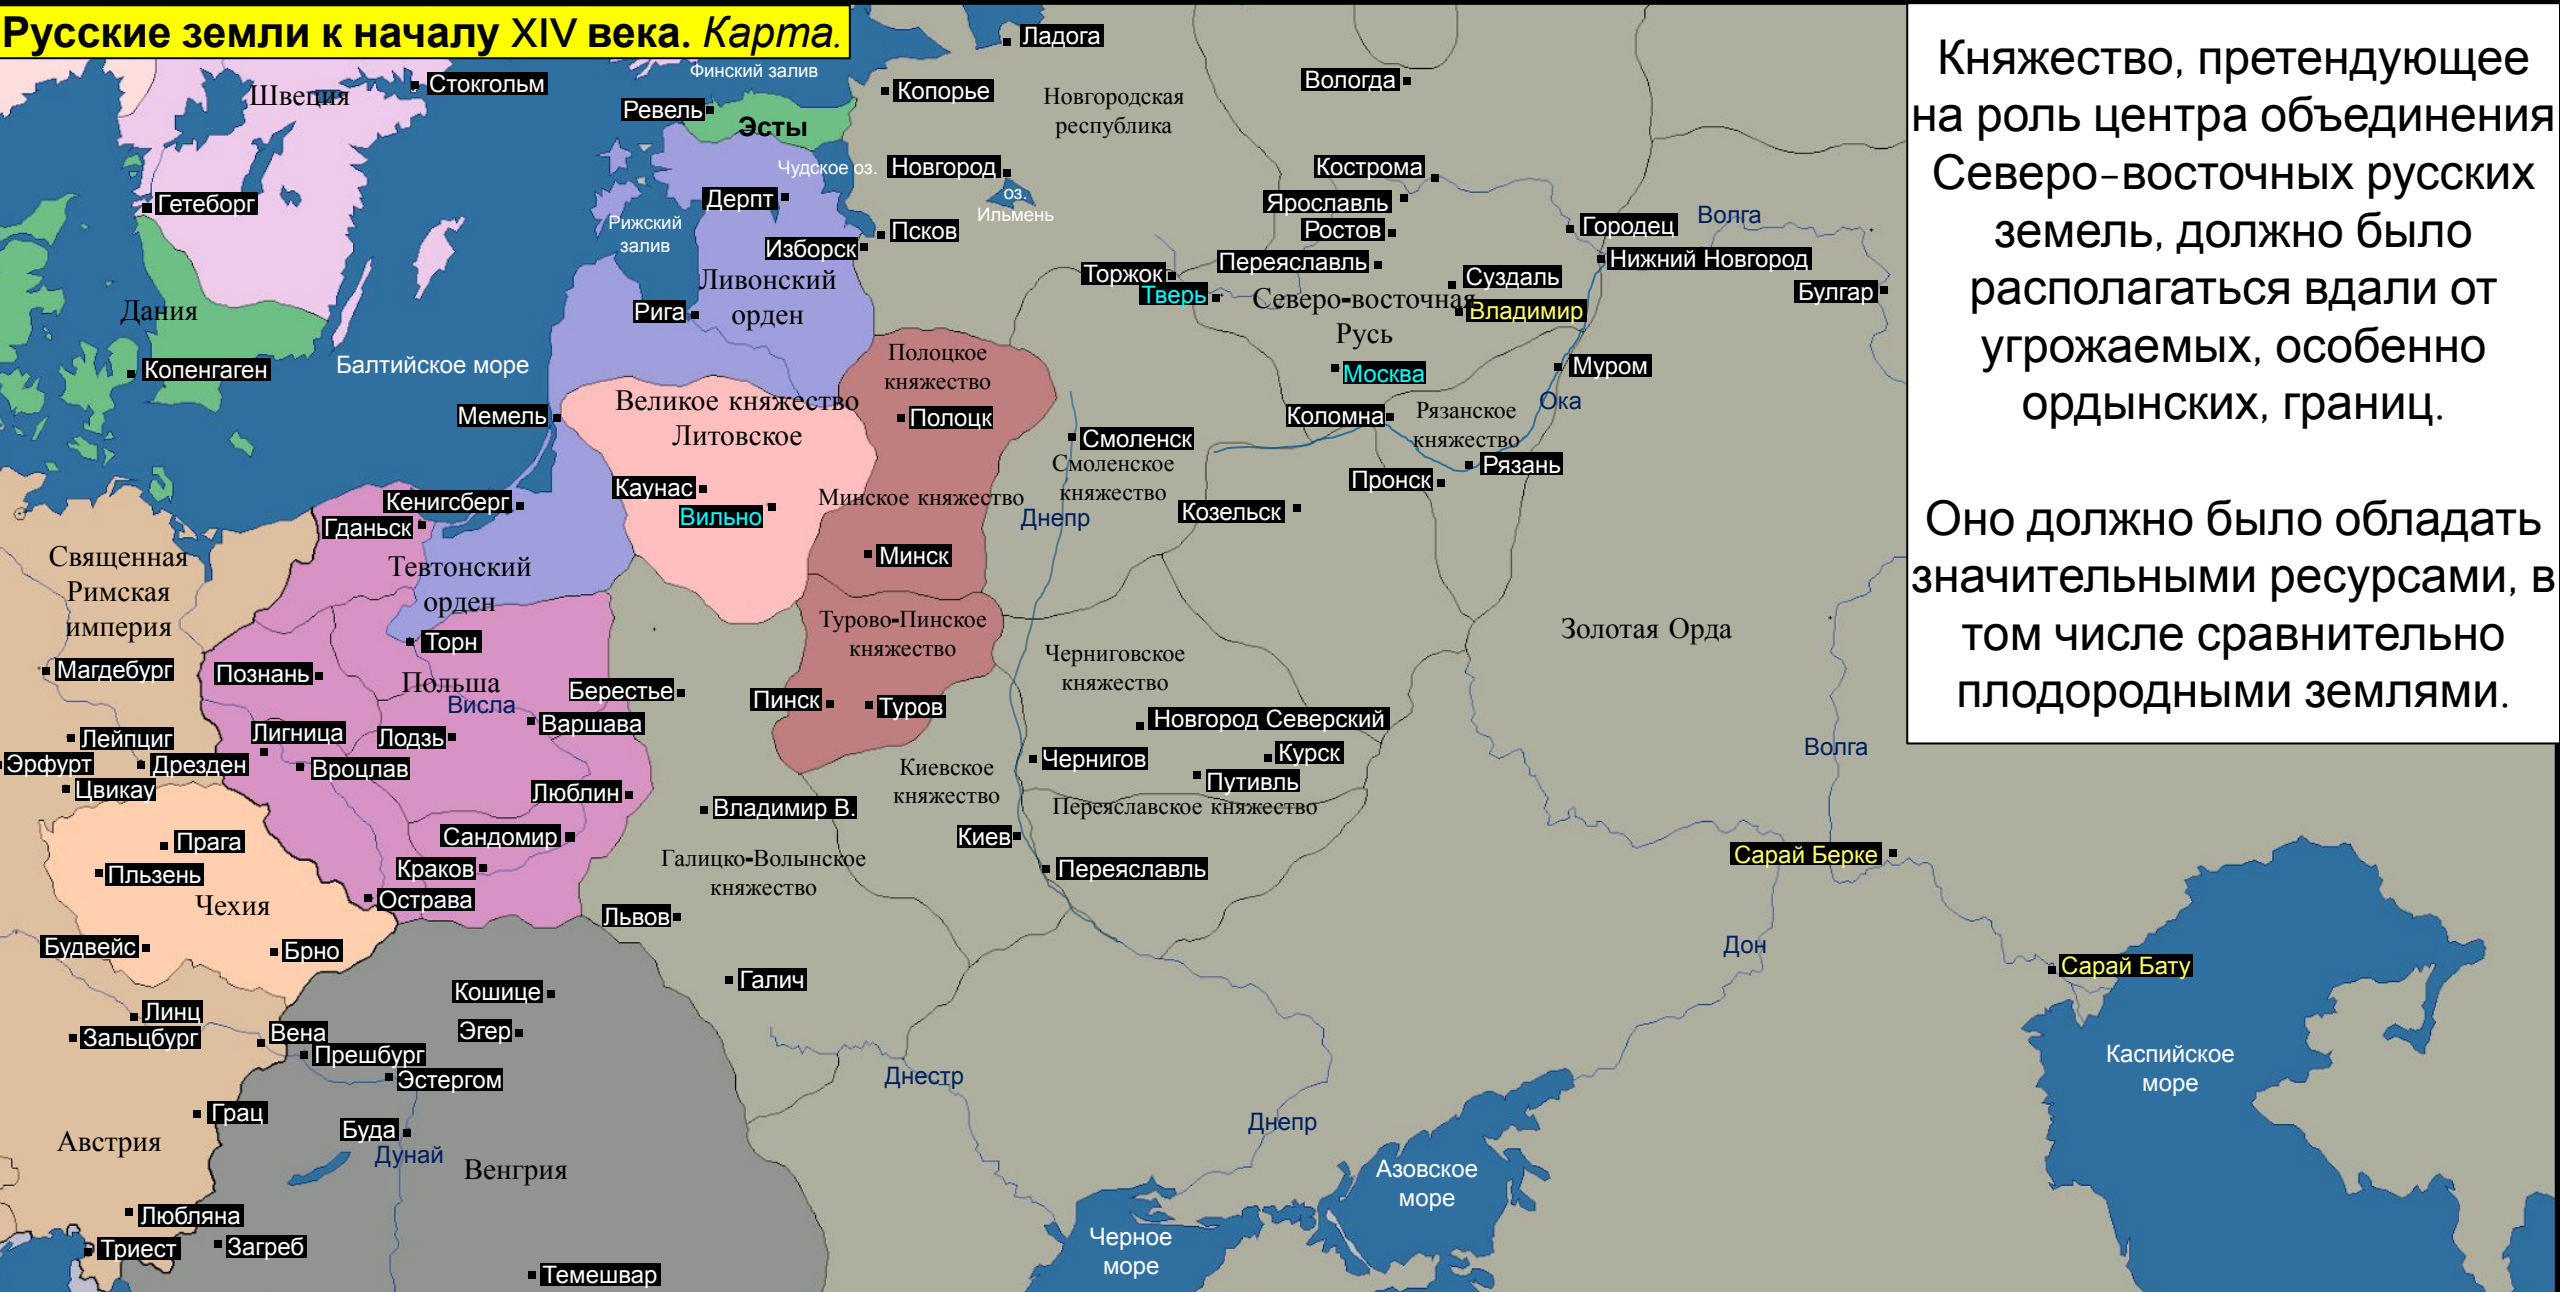 Русские земли к началу XIV века. Карта.
Княжество, претендующее
на роль центра объединения
Северо-восточных русских
земель, должно было
располагаться вдали от
угрожаемых, особенно
ордынских, границ.
Оно должно было обладать
значительными ресурсами, в
том числе сравнительно
плодородными землями.
Ладога
Финский залив
Стокгольм
Швеция
Вологда
Копорье
Новгородская
республика
Ревель
Эсты
Чудское оз.
Новгород
оз.
Ильмень
Кострома
Дерпт
Ярославль
Гетеборг
Рижский
залив
Псков
Изборск
Ростов
Городец
Волга
Переяславль
Нижний Новгород
Торжок
Суздаль
Тверь
Булгар
Ливонский
орден
Северо-восточная
Русь
Владимир
Дания
Рига
Копенгаген
Балтийское море
Полоцкое
княжество
Москва
Муром
Ока
Великое княжество
Литовское
Мемель
Полоцк
Коломна
Рязанское
княжество
Смоленск
Смоленское
княжество
Рязань
Пронск
Каунас
Вильно
Минское княжество
Днепр
Козельск
Кенигсберг
Гданьск
Минск
Священная
Римская
империя
Тевтонский
орден
Торн
Турово-Пинское
княжество
Золотая Орда
Черниговское
княжество
Магдебург
Познань
Польша
Висла
Берестье
Пинск
Туров
Варшава
Новгород Северский
Лигница
Лодзь
Лейпциг
Эрфурт
Дрезден
Вроцлав
Чернигов
Курск
Волга
Киевское
княжество
Путивль
Цвикау
Люблин
Владимир В.
Переяславское княжество
Прага
Сандомир
Киев
Пльзень
Краков
Галицко-Волынское
княжество
Переяславль
Сарай Берке
Чехия
Острава
Львов
Будвейс
Брно
Дон
Галич
Сарай Бату
Кошице
Линц
Зальцбург
Вена
Эгер
Прешбург
Эстергом
Днестр
Каспийское
море
Грац
Буда
Днепр
Австрия
Дунай
Венгрия
Азовское
море
Любляна
Триест
Загреб
Черное
море
Темешвар